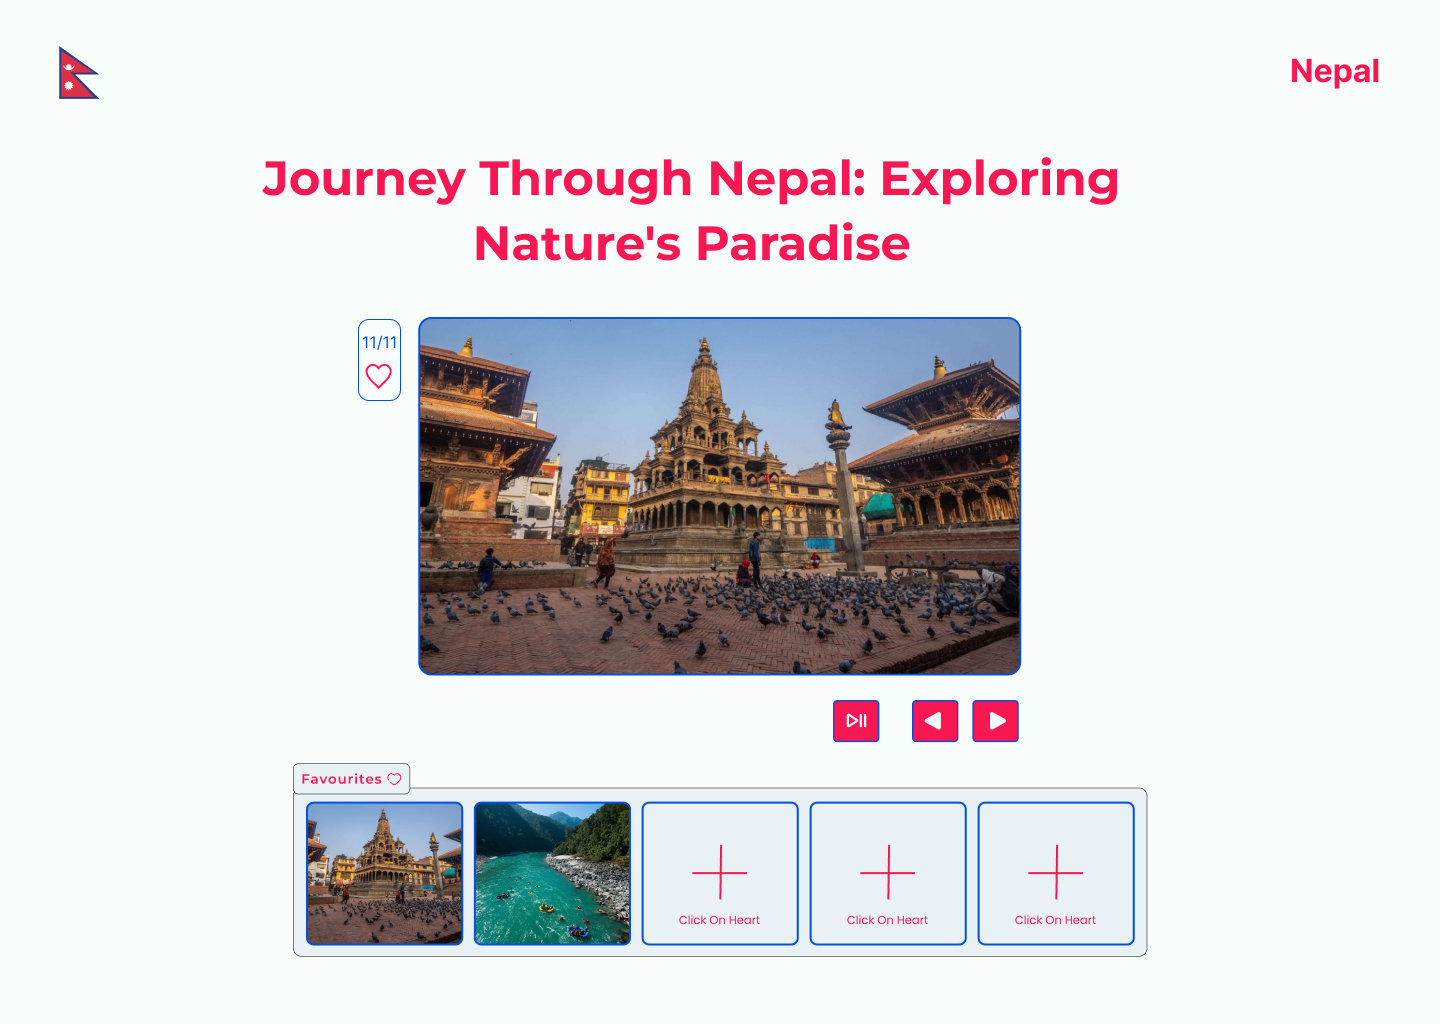 Nepal
Journey Through Nepal: Exploring
Nature's Paradise
11/11
Favourites
Click On Heart
Click On Heart
Click On Heart